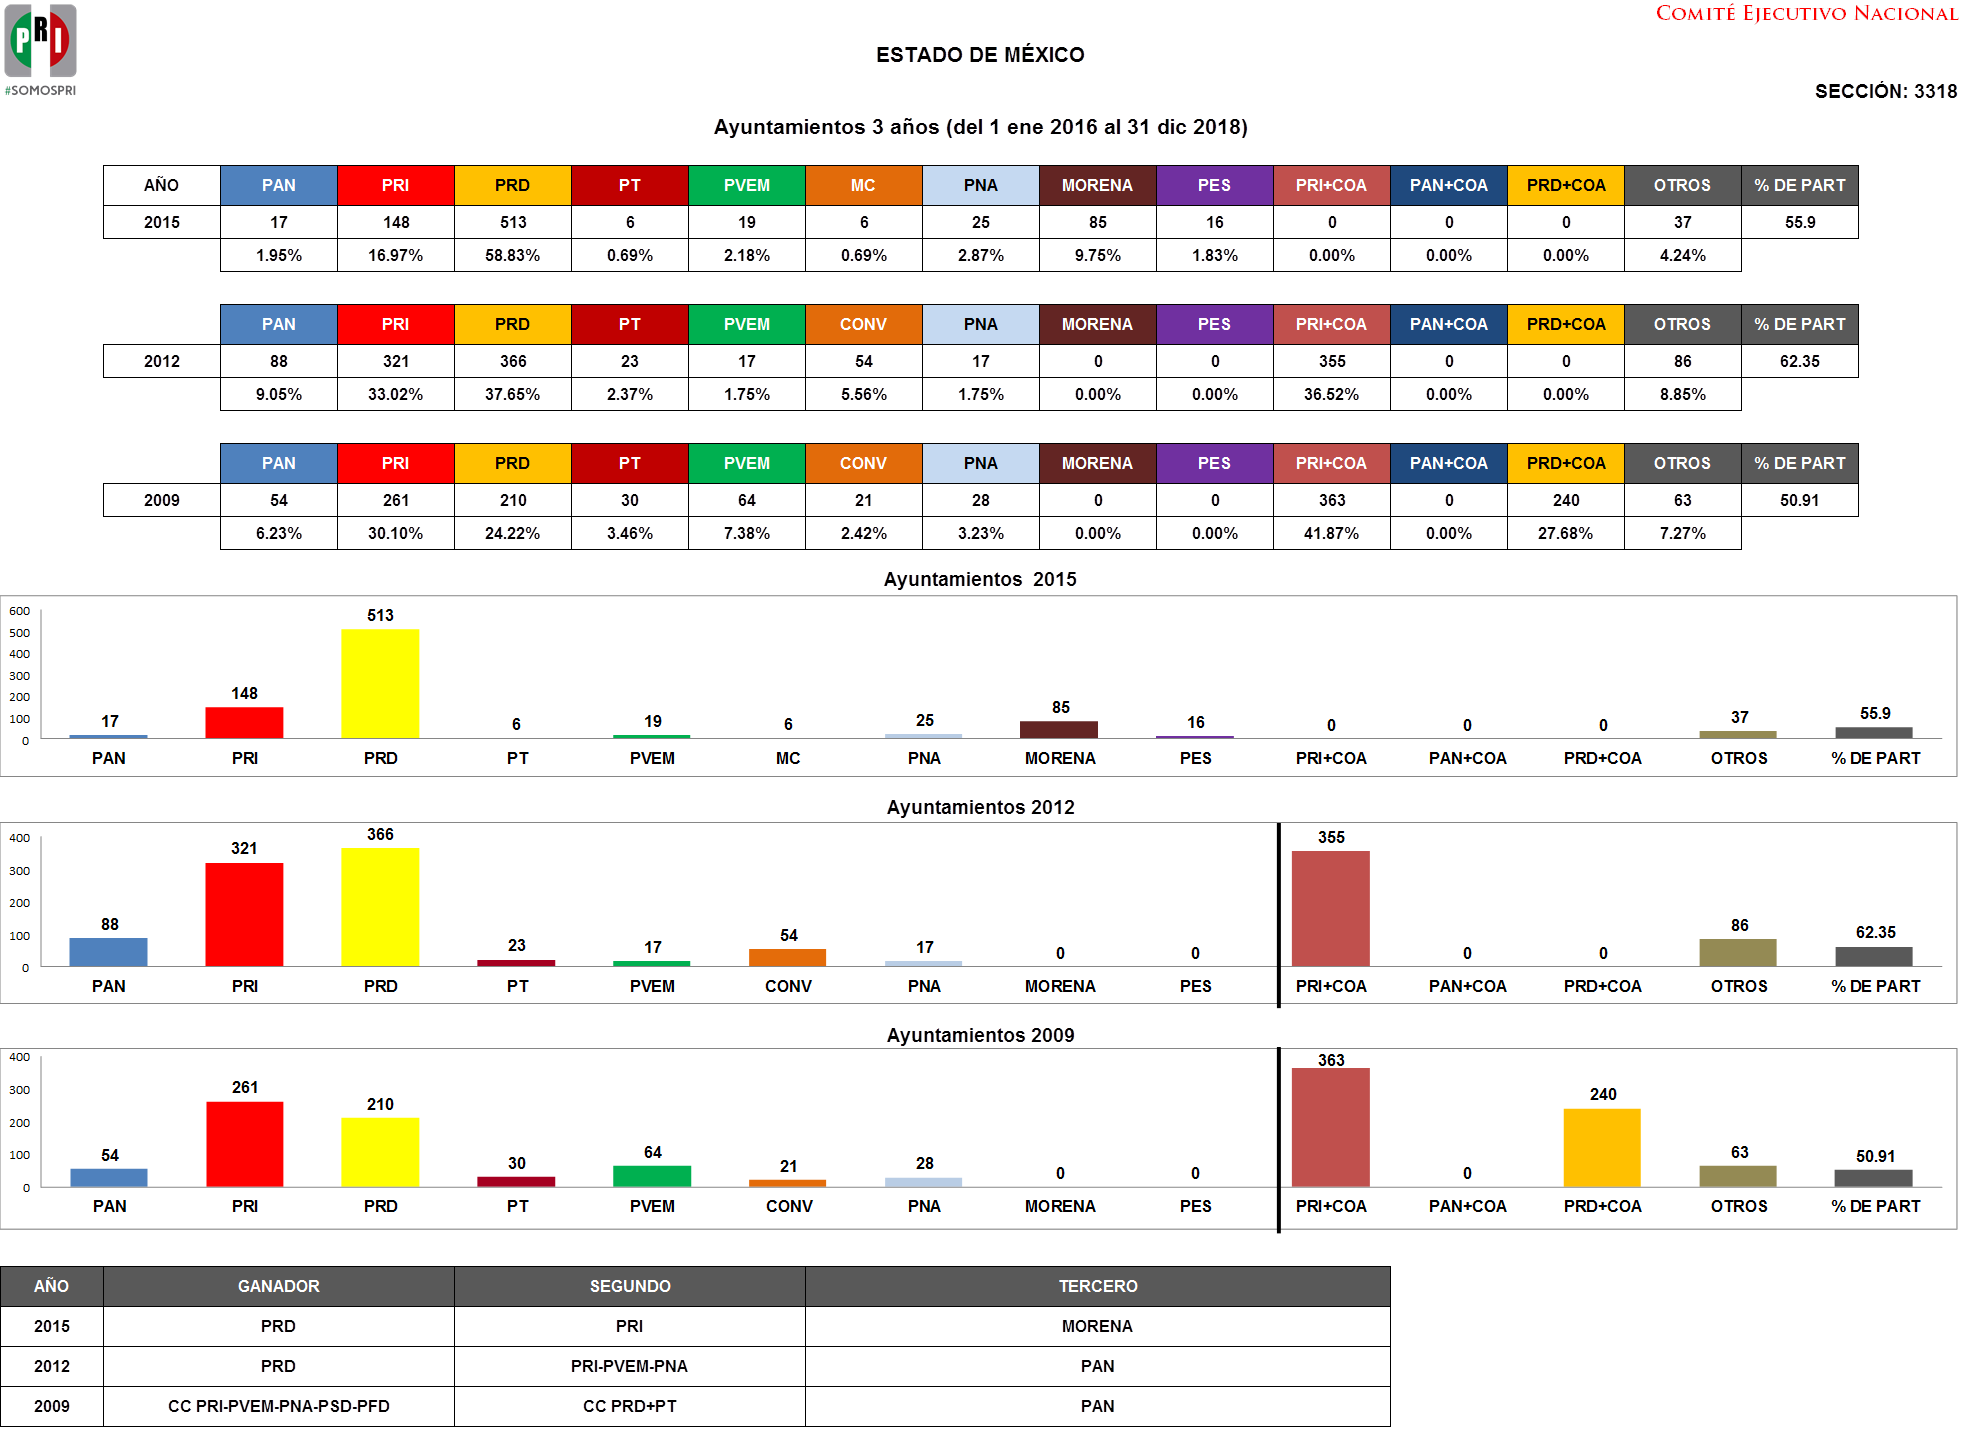 COMITÉ EJECUTIVO NACIONAL
PRI
#SOMOSPRI
ESTADO DE MÉXICO
SECCIÓN: 3318
Ayuntamientos 3 años (del 1 ene 2016 al 31 dic 2018)
AÑO PAN PRI PRD PT PVEM MC PNA MORENA PES PRI+COA PAN+COA PRD+COA OTROS % DE PART
2015 17 148 513 6 19 6 25 85 16 0 0 0 37 55.9
1.95% 16.97% 58.83% 0.69% 2.18% 0.69% 2.87% 9.75% 1.83% 0.00% 0.00% 0.00% 4.24%
PAN PRI PRD PT PVEM CONV PNA MORENA PES PRI+COA PAN+COA PRD+COA OTROS % DE PART
2012 88 321 366 23 17 54 17 0 0 355 0 0 86 62.35
9.05% 33.02% 37.65% 2.37% 1.75% 5.56% 1.75% 0.00% 0.00% 36.52% 0.00% 0.00% 8.85%
PAN PRI PRD PT PVEM CONV PNA MORENA PES PRI+COA PAN+COA PRD+COA OTROS % DE PART
2009 54 261 210 30 64 21 28 0 0 363 0 240 63 50.91
6.23% 30.10% 24.22% 3.46% 7.38% 2.42% 3.23% 0.00% 0.00% 41.87% 0.00% 27.68% 7.27%
Ayuntamientos 2015
600
500
400
300
200
100
0
17 148 513 6 19 6 25 85 16 0 0 0 37 55.9
PAN PRI PRD PT PVEM MC PNA MORENA PES PRI+COA PAN+COA PRD+COA OTROS % DE PART
Ayuntamientos 2012
400
300
200
100
0
88 321 366 23 17 54 17 0 0 355 0 0 86 62.35
PAN PRI PRD PT PVEM CONV PNA MORENA PES PRI+COA PAN+COA PRD+COA OTROS % DE PART
Ayuntamientos 2009
400
300
200
100
0
54 261 210 30 64 21 28 0 0 363 0 240 63 50.91
PAN PRI PRD PT PVEM CONV PNA MORENA PES PRI+COA PAN+COA PRD+COA OTROS % DE PART
AÑO GANADOR SEGUNDO TERCERO
2015 PRD PRI MORENA
2012 PRD PRI-PVEM-PNA PAN
2009 CC PRI-PVEM-PNA-PSD-PFD CC PRD+PT PAN